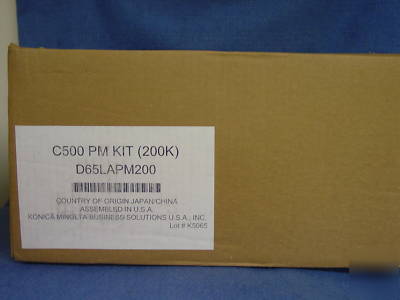 C500 PM KIT (200K)
D65LAPM200
COUNTRY OF ORIGIN JAPAN/CHINA
ASSEMBLED IN U.S.A.
KONICA MINOLTA BUSINESS SOLUTIONS U.S.A., INC.
Lot # K5065